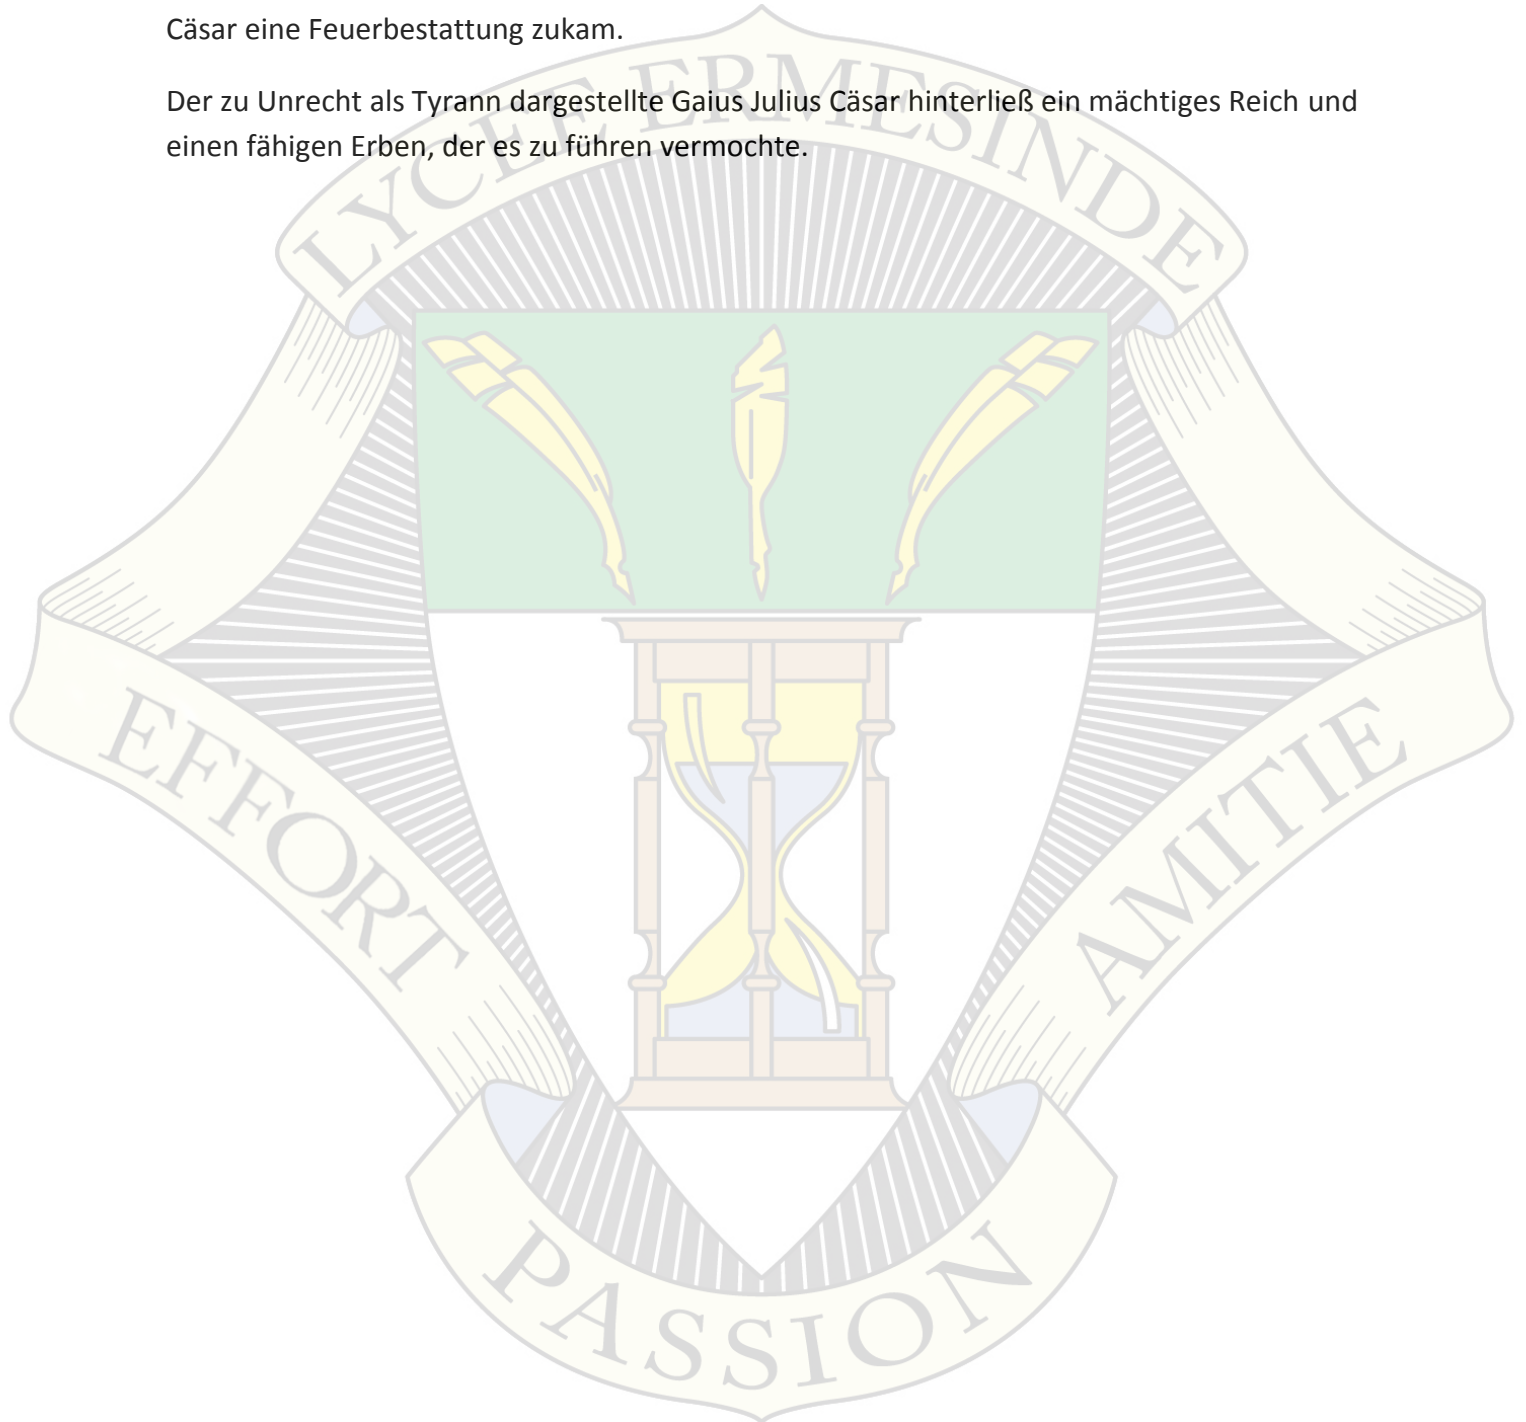 Cäsar eine Feuerbestattung zukam.
Der zu Unrecht als Tyrann dargestellte Gaius Julius Cäsar hinterließ ein mächtiges Reich und
einen fähigen Erben, der es zu führen vermochte.
LYCEE ERMESINDE
EFFORT
AMITIE
PASSION